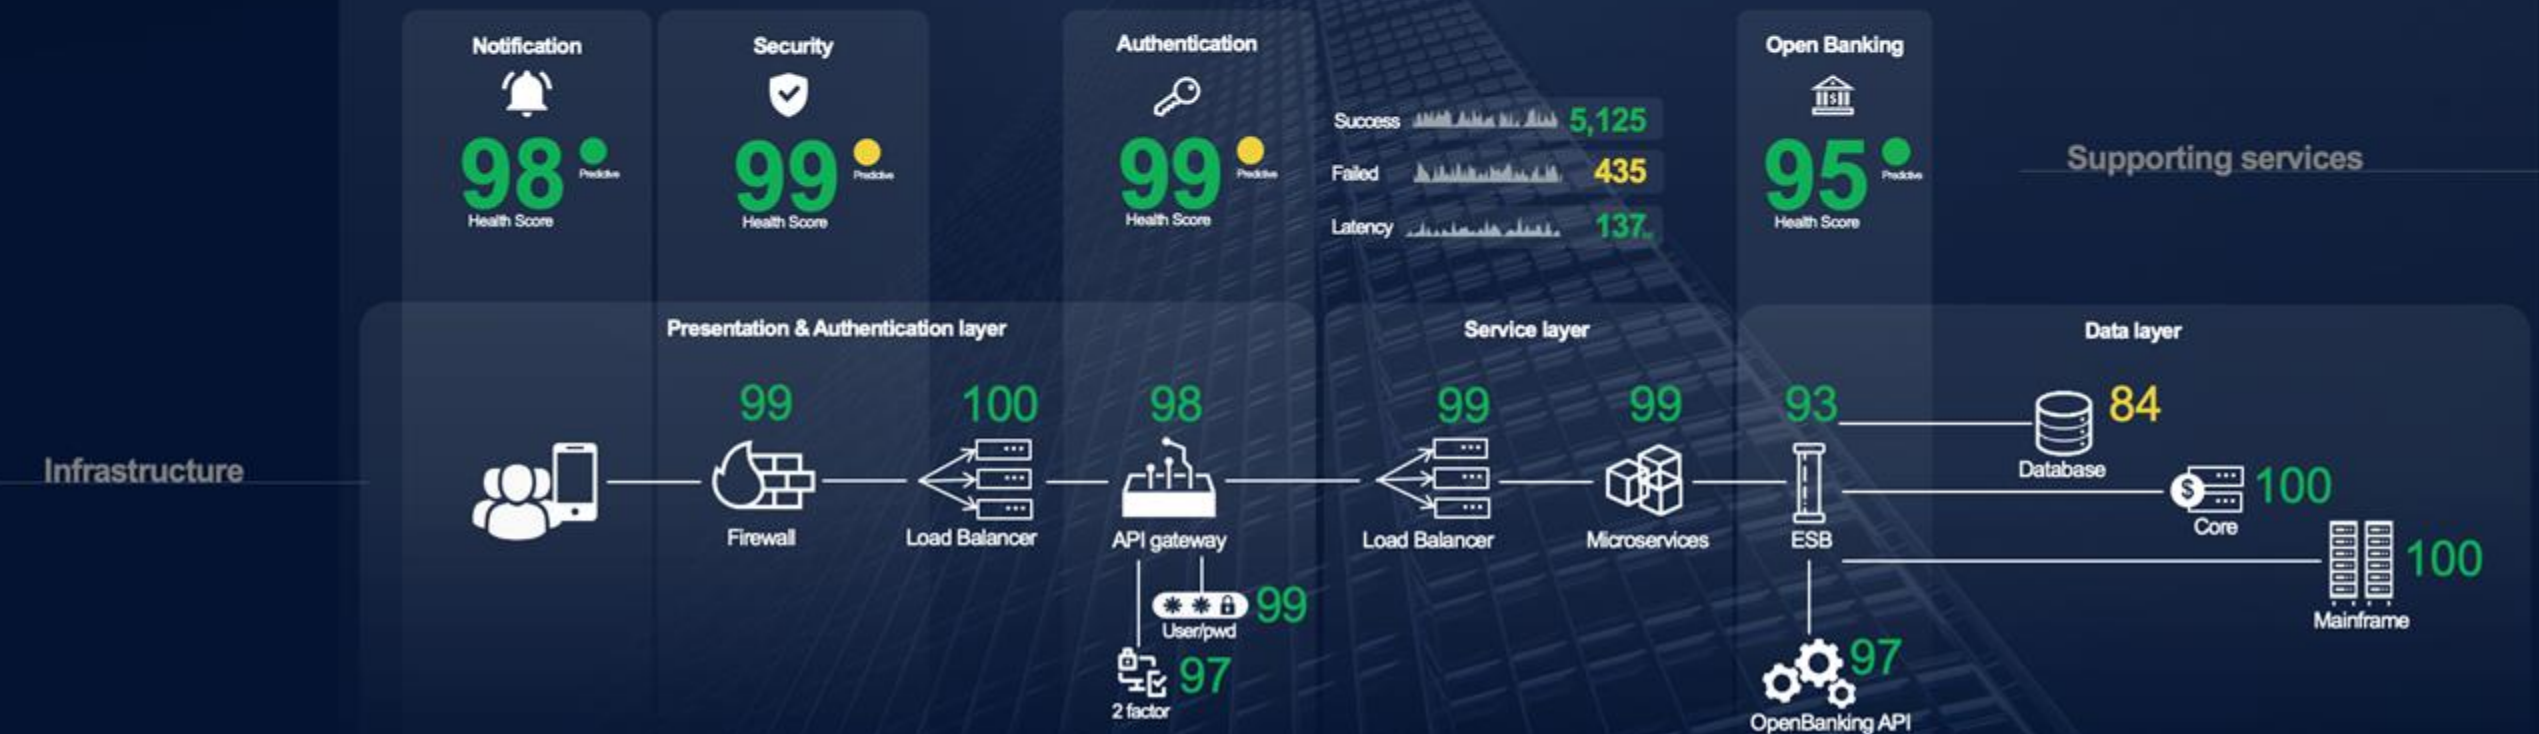 Notification
Security
Authentication
Open Banking
Success 5,125
98 Predictive
99 Predictive
99 Predictive
Failed 435
95 Predictive
Supporting services
Health Score
Health Score
Health Score
Latency 137
Health Score
Presentation & Authentication layer
Service layer
Data layer
99
100
98
99
99
93
84
Database
Infrastructure
100
Core
Firewall
Load Balancer
API gateway
Load Balancer
Microservices
ESB
100
Mainframe
99
User/pwd
97
2 factor
97
OpenBanking API